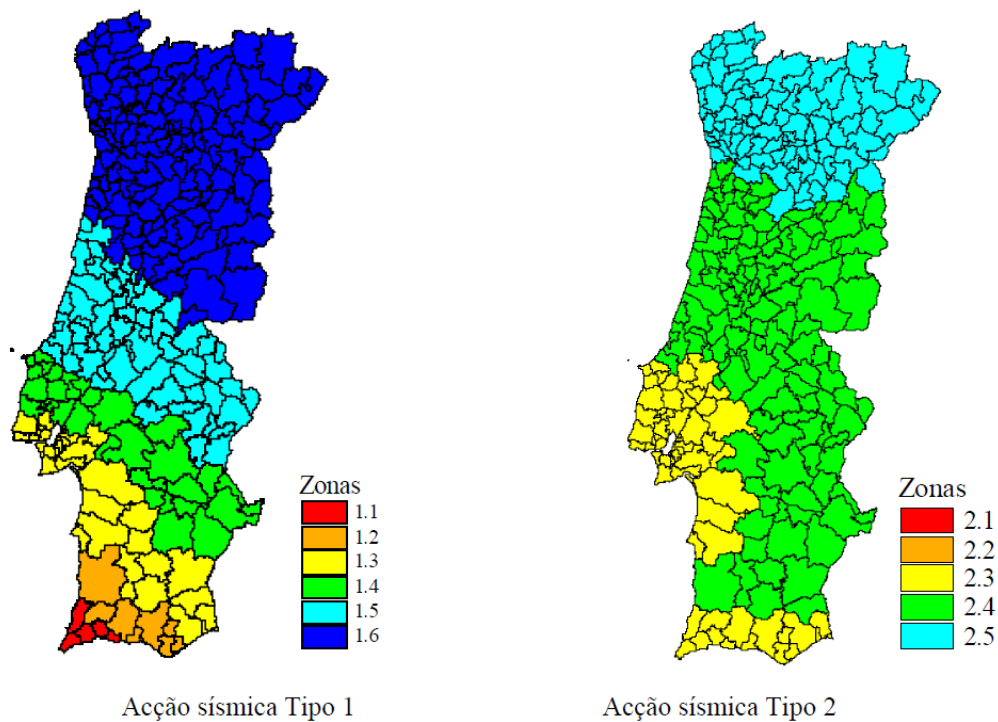 Zonas
1.1
1.2
1.3
1.4
1.5
1.6
Acção sísmica Tipo 1
Zonas
2.1
2.2
2.3
2.4
2.5
Acção sísmica Tipo 2